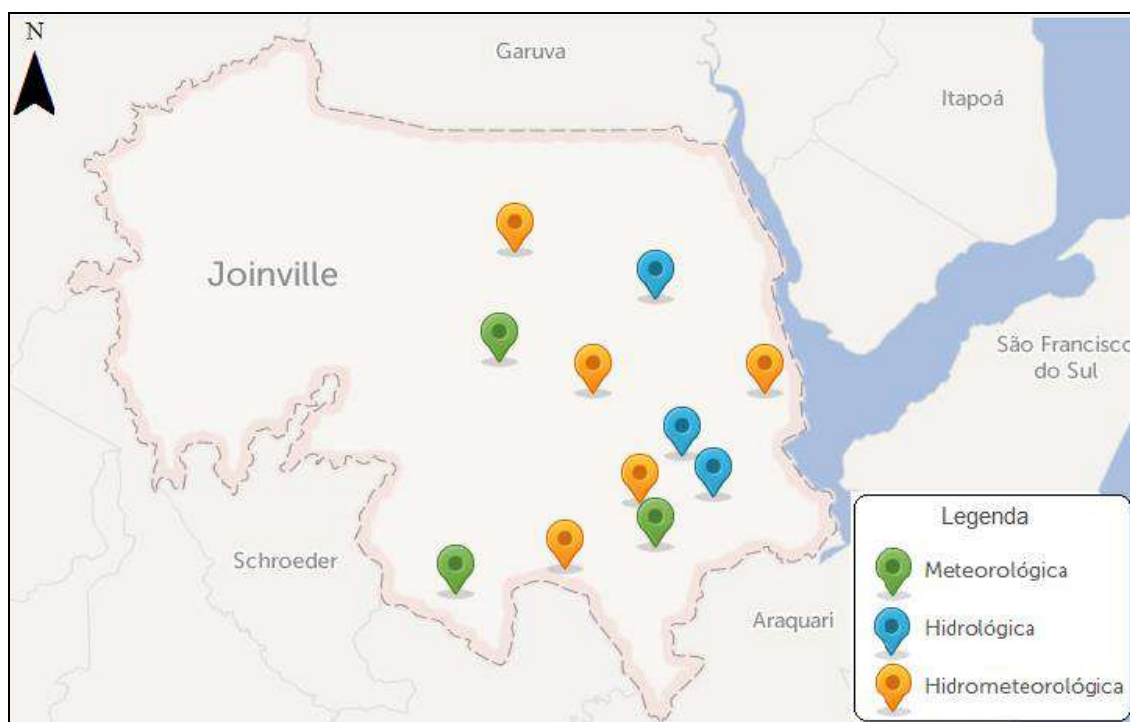 N
Garuva
Itapoá
Joinville
São Francisco
do Sul
Schroeder
Araquari
Legenda
Meteorológica
Hidrológica
Hidrometeorológica